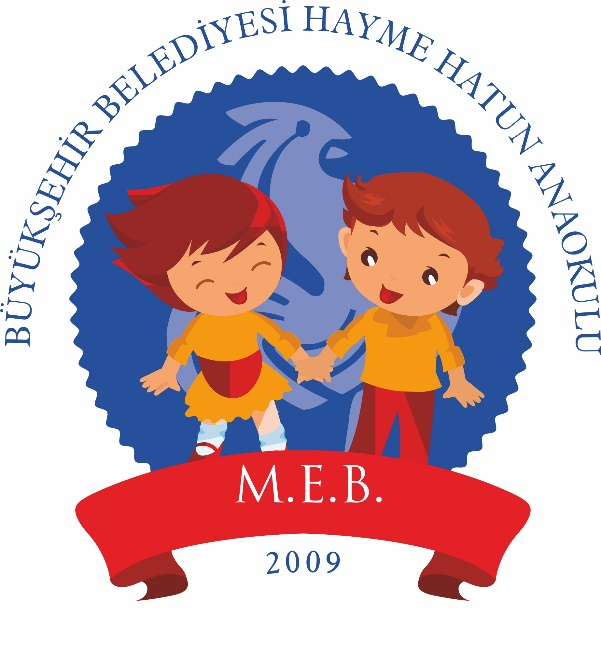 BÜYÜKŞEHİR BELEDİYESİ HAYME HATUN ANAOKULU
M.E.B.
2009